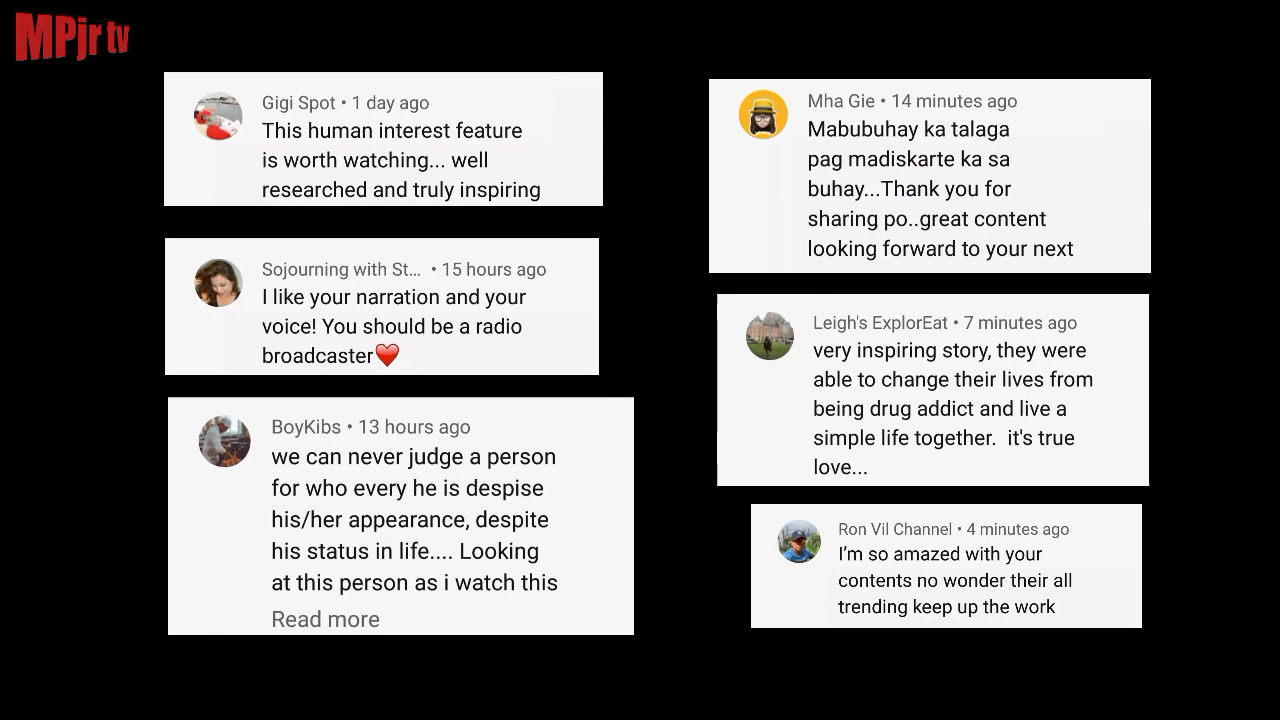 MPjr tv
Gigi Spot • 1 day ago
This human interest feature
is worth watching... well
researched and truly inspiring
Sojourning with St... • 15 hours ago
I like your narration and your
voice! You should be a radio
broadcaster❤️
BoyKibs • 13 hours ago
we can never judge a person
for who every he is despise
his/her appearance, despite
his status in life.... Looking
at this person as i watch this
Read more
Mha Gie • 14 minutes ago
Mabubuhay ka talaga
pag madiskarte ka sa
buhay...Thank you for
sharing po..great content
looking forward to your next
Leigh's ExplorEat • 7 minutes ago
very inspiring story, they were
able to change their lives from
being drug addict and live a
simple life together.  it's true
love...
Ron Vil Channel • 4 minutes ago
I'm so amazed with your
contents no wonder their all
trending keep up the work